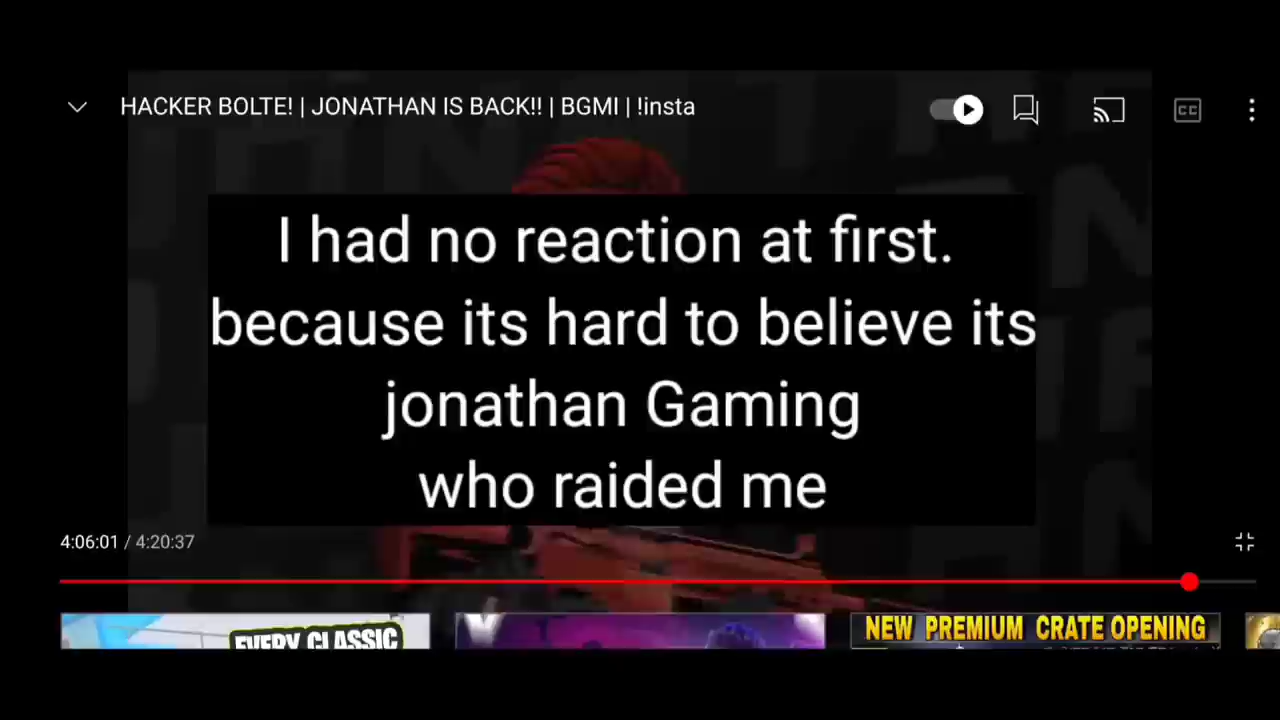 HACKER BOLTE! | JONATHAN IS BACK!! | BGMI | !insta
CC
I had no reaction at first.
because its hard to believe its
jonathan Gaming
who raided me
4:06:01 / 4:20:37
EVERY CLASSIC
NEW PREMIUM CRATE OPENING